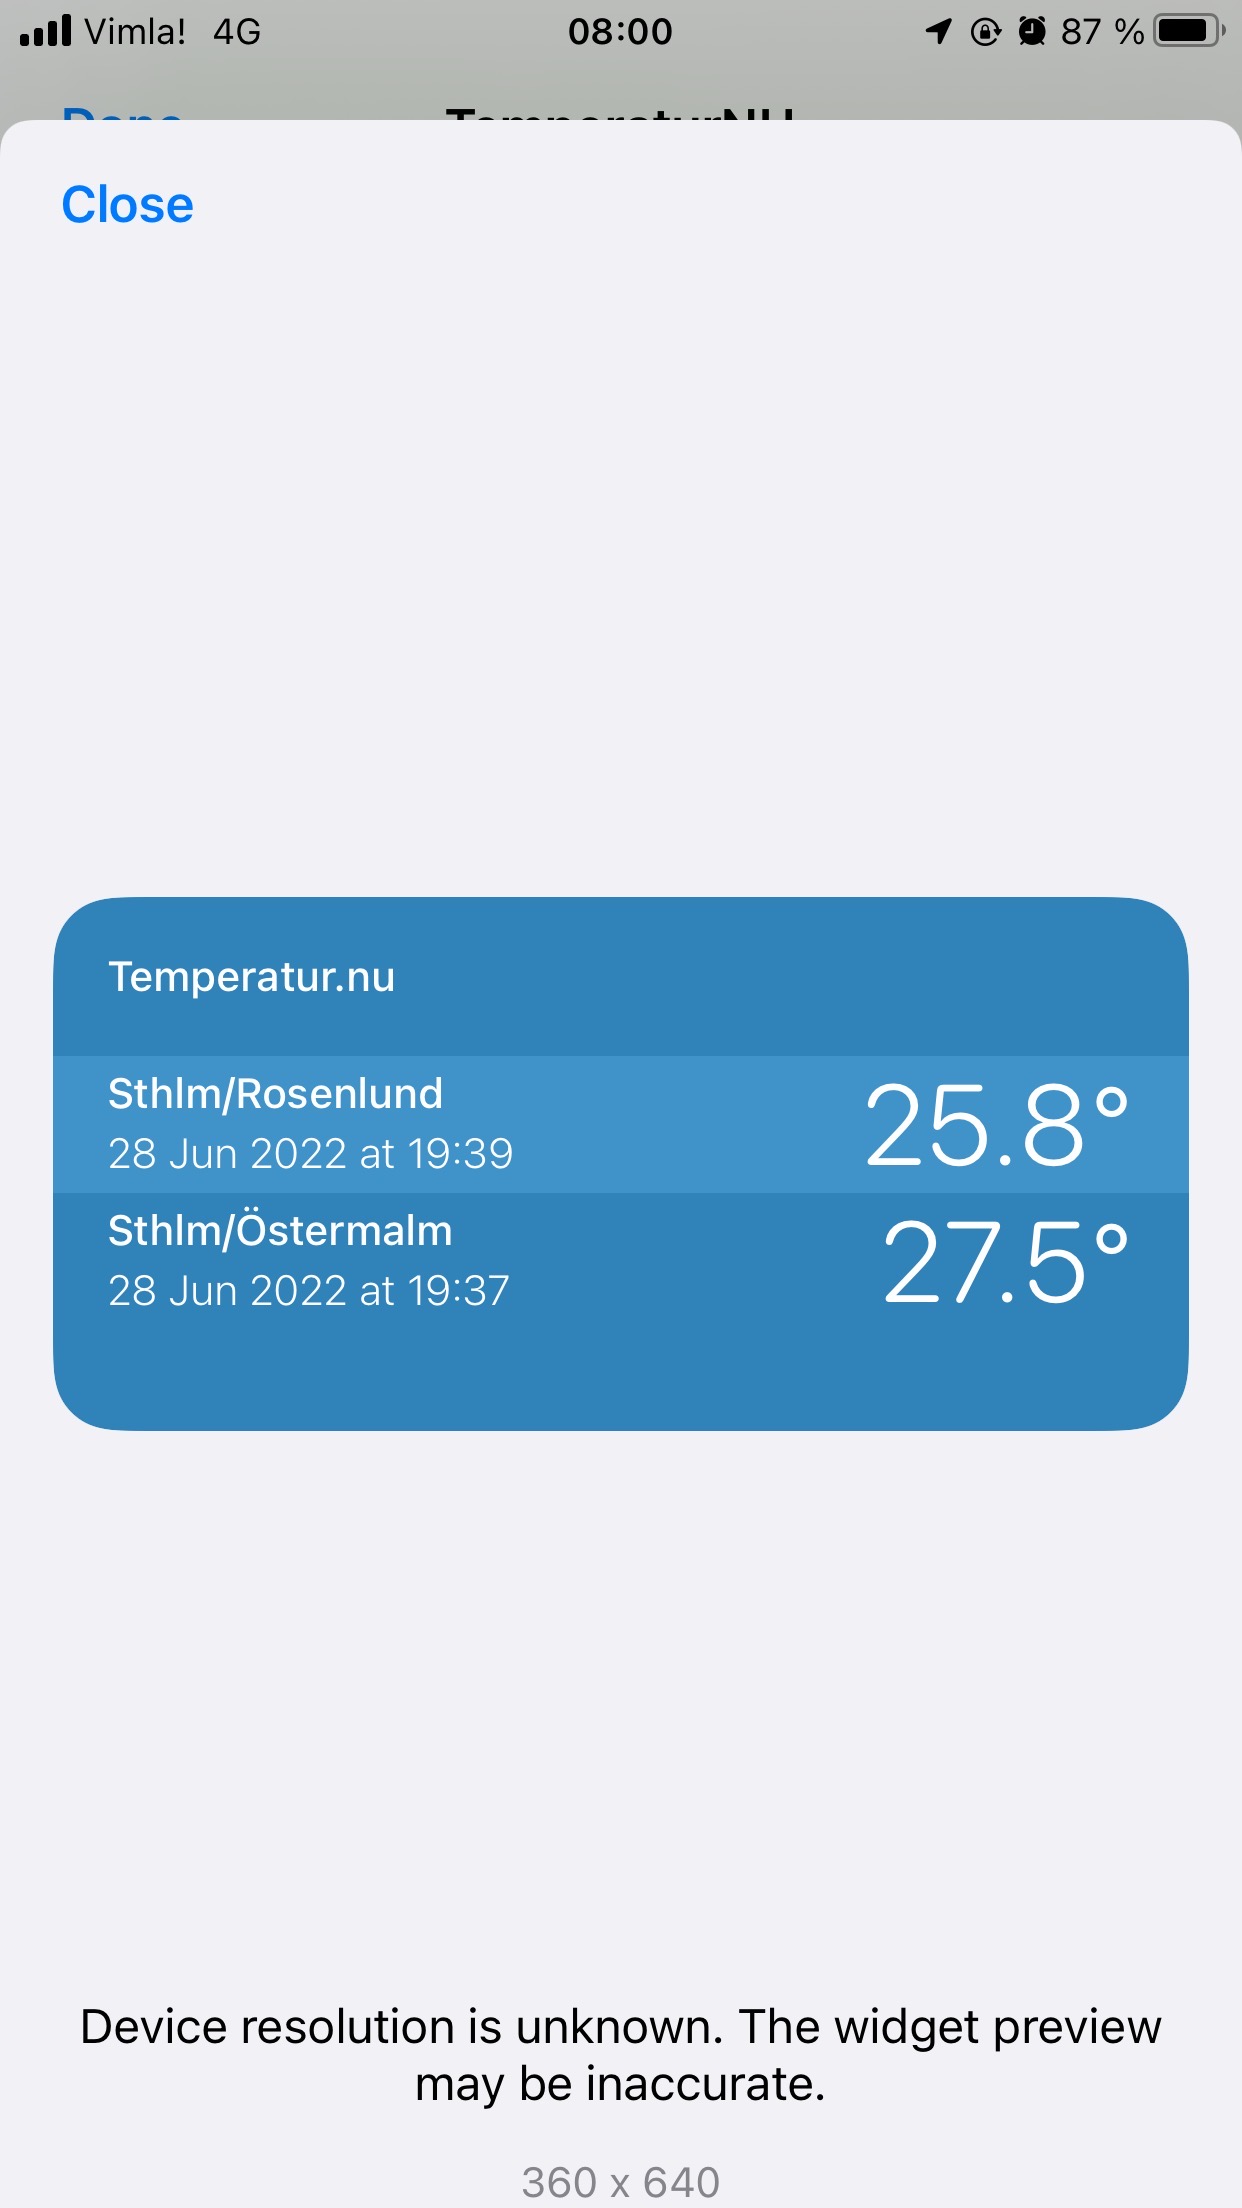 Vimla! 4G 08:00 87 %
Done TemperaturNU
Close
Temperatur.nu
Sthlm/Rosenlund
28 Jun 2022 at 19:39
25.8°
Sthlm/Östermalm
28 Jun 2022 at 19:37
27.5°
Device resolution is unknown. The widget preview
may be inaccurate.
360 x 640